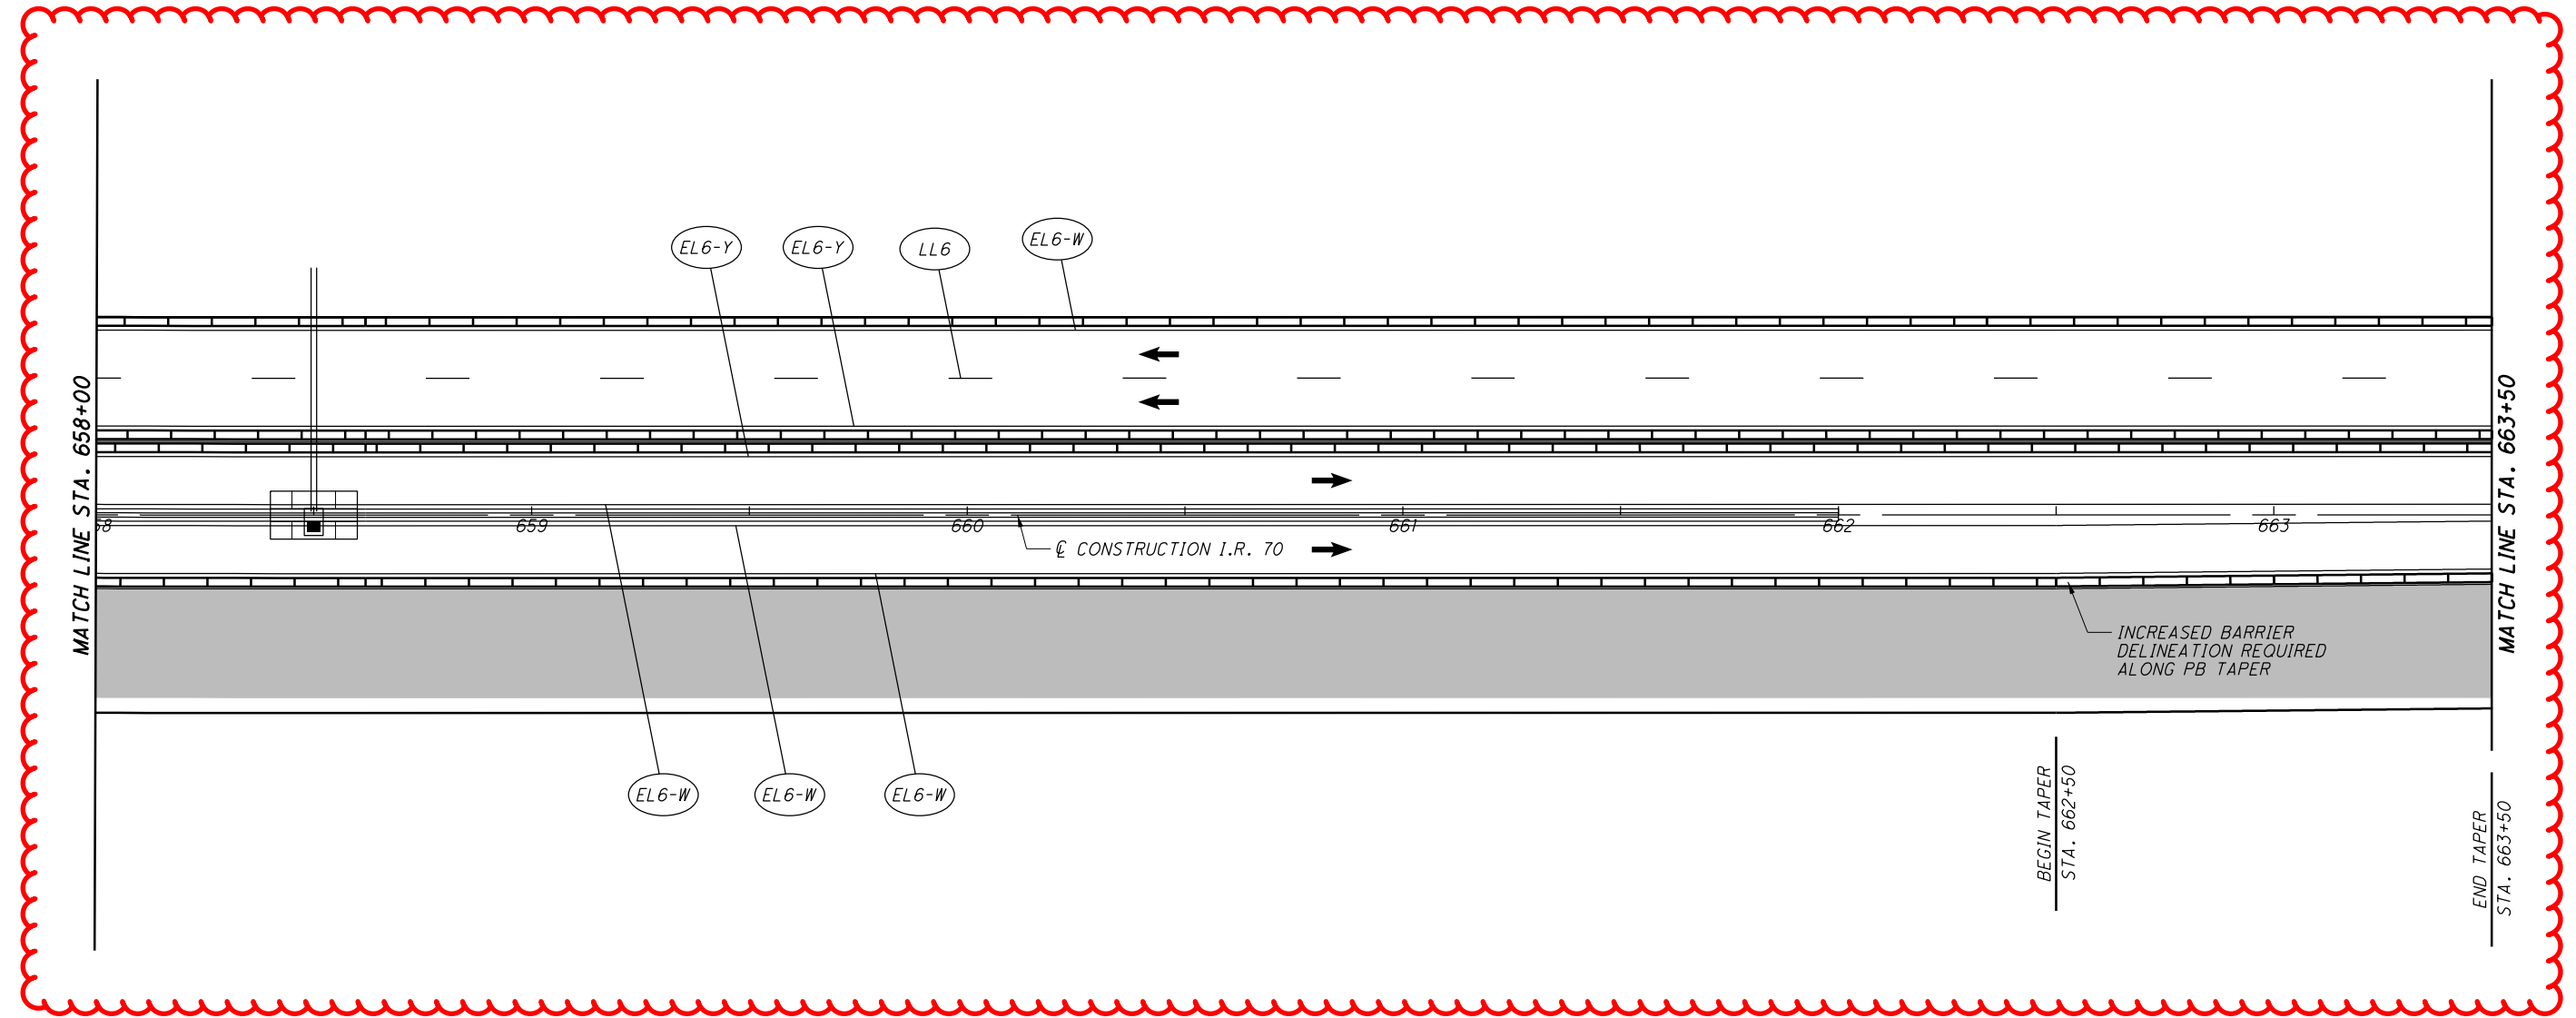 EL6-Y
EL6-Y
LL6
EL6-W
MATCH LINE STA. 658+00
MATCH LINE STA. 663+50
659
660
661
662
663
℄ CONSTRUCTION I.R. 70
INCREASED BARRIER
DELINEATION REQUIRED
ALONG PB TAPER
EL6-W
EL6-W
EL6-W
BEGIN TAPER
STA. 662+50
END TAPER
STA. 663+50